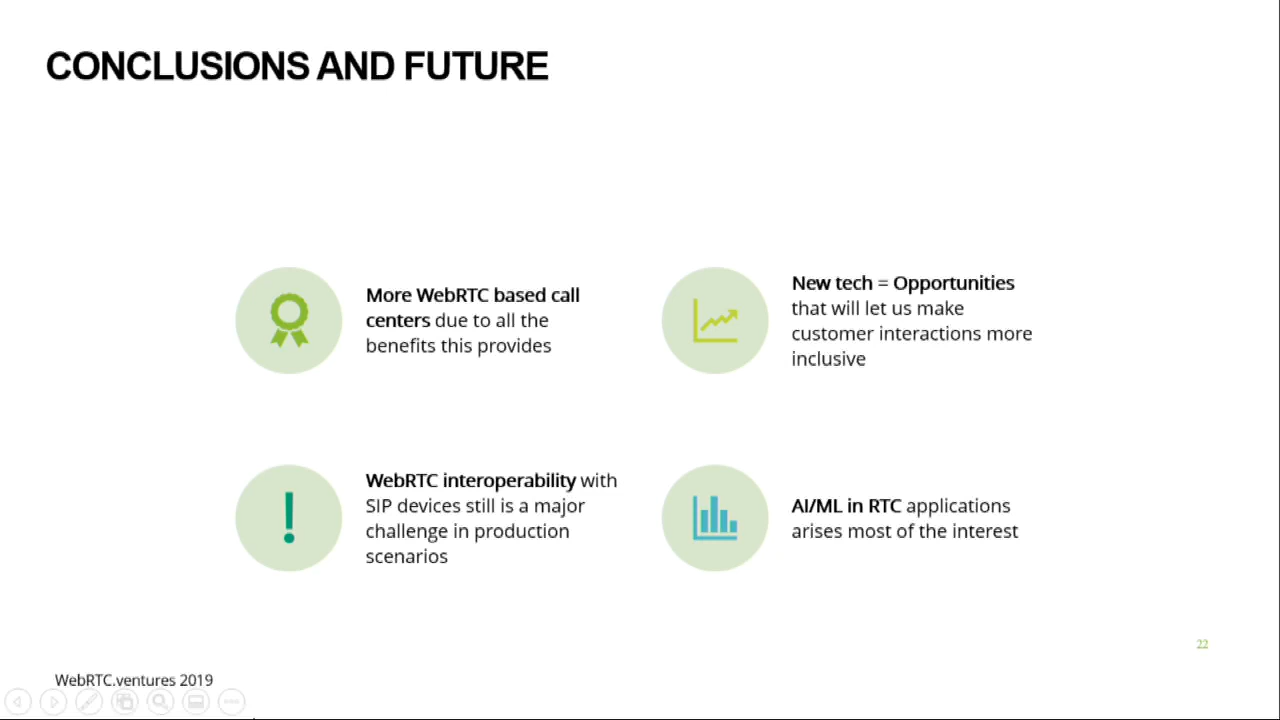 CONCLUSIONS AND FUTURE
More WebRTC based call
centers due to all the
benefits this provides
New tech = Opportunities
that will let us make
customer interactions more
inclusive
WebRTC interoperability with
SIP devices still is a major
challenge in production
scenarios
AI/ML in RTC applications
arises most of the interest
22
WebRTC.ventures 2019